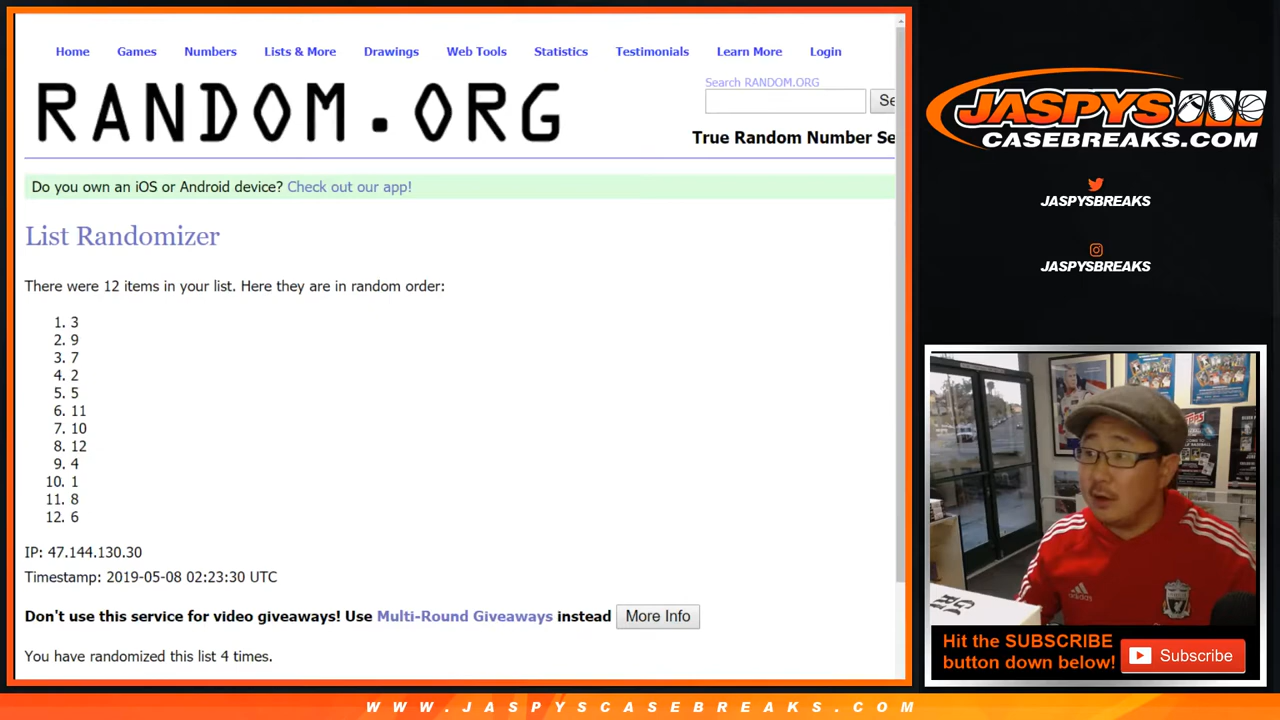 Home Games Numbers Lists & More Drawings Web Tools Statistics Testimonials Learn More Login
RANDOM.ORG
Search RANDOM.ORG
Se
True Random Number Se
Do you own an iOS or Android device? Check out our app!
List Randomizer
There were 12 items in your list. Here they are in random order:
1. 3
2. 9
3. 7
4. 2
5. 5
6. 11
7. 10
8. 12
9. 4
10. 1
11. 8
12. 6
IP: 47.144.130.30
Timestamp: 2019-05-08 02:23:30 UTC
Don't use this service for video giveaways! Use Multi-Round Giveaways instead More Info
You have randomized this list 4 times.
JASPYS
CASEBREAKS.COM
JASPYSBREAKS
JASPYSBREAKS
TOPPS
adidas
Hit the SUBSCRIBE
button down below!
Subscribe
WWW.JASPYSCASEBREAKS.COM